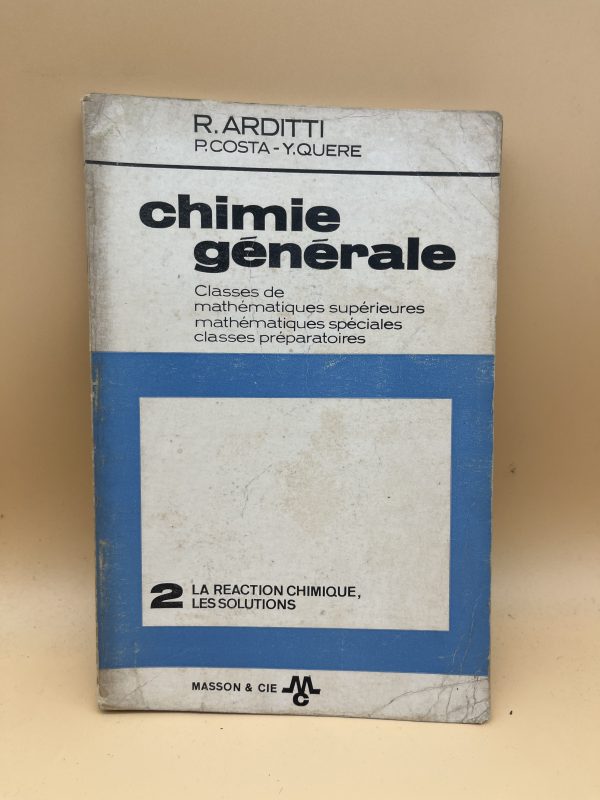 R. ARDITTI
P. COSTA - Y. QUERE
chimie
générale
Classes de
mathématiques supérieures
mathématiques spéciales
classes préparatoires
2 LA REACTION CHIMIQUE,
LES SOLUTIONS
MASSON & CIE MC